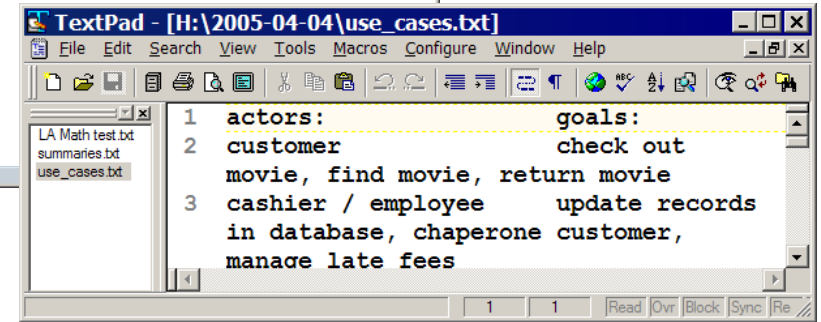 TextPad - [H:\2005-04-04\use_cases.txt]
File Edit Search View Tools Macros Configure Window Help
LA Math test.txt
summaries.txt
use_cases.txt
1 actors: goals:
2 customer check out
movie, find movie, return movie
3 cashier / employee update records
in database, chaperone customer,
manage late fees
1 1 Read Ovr Block Sync Re